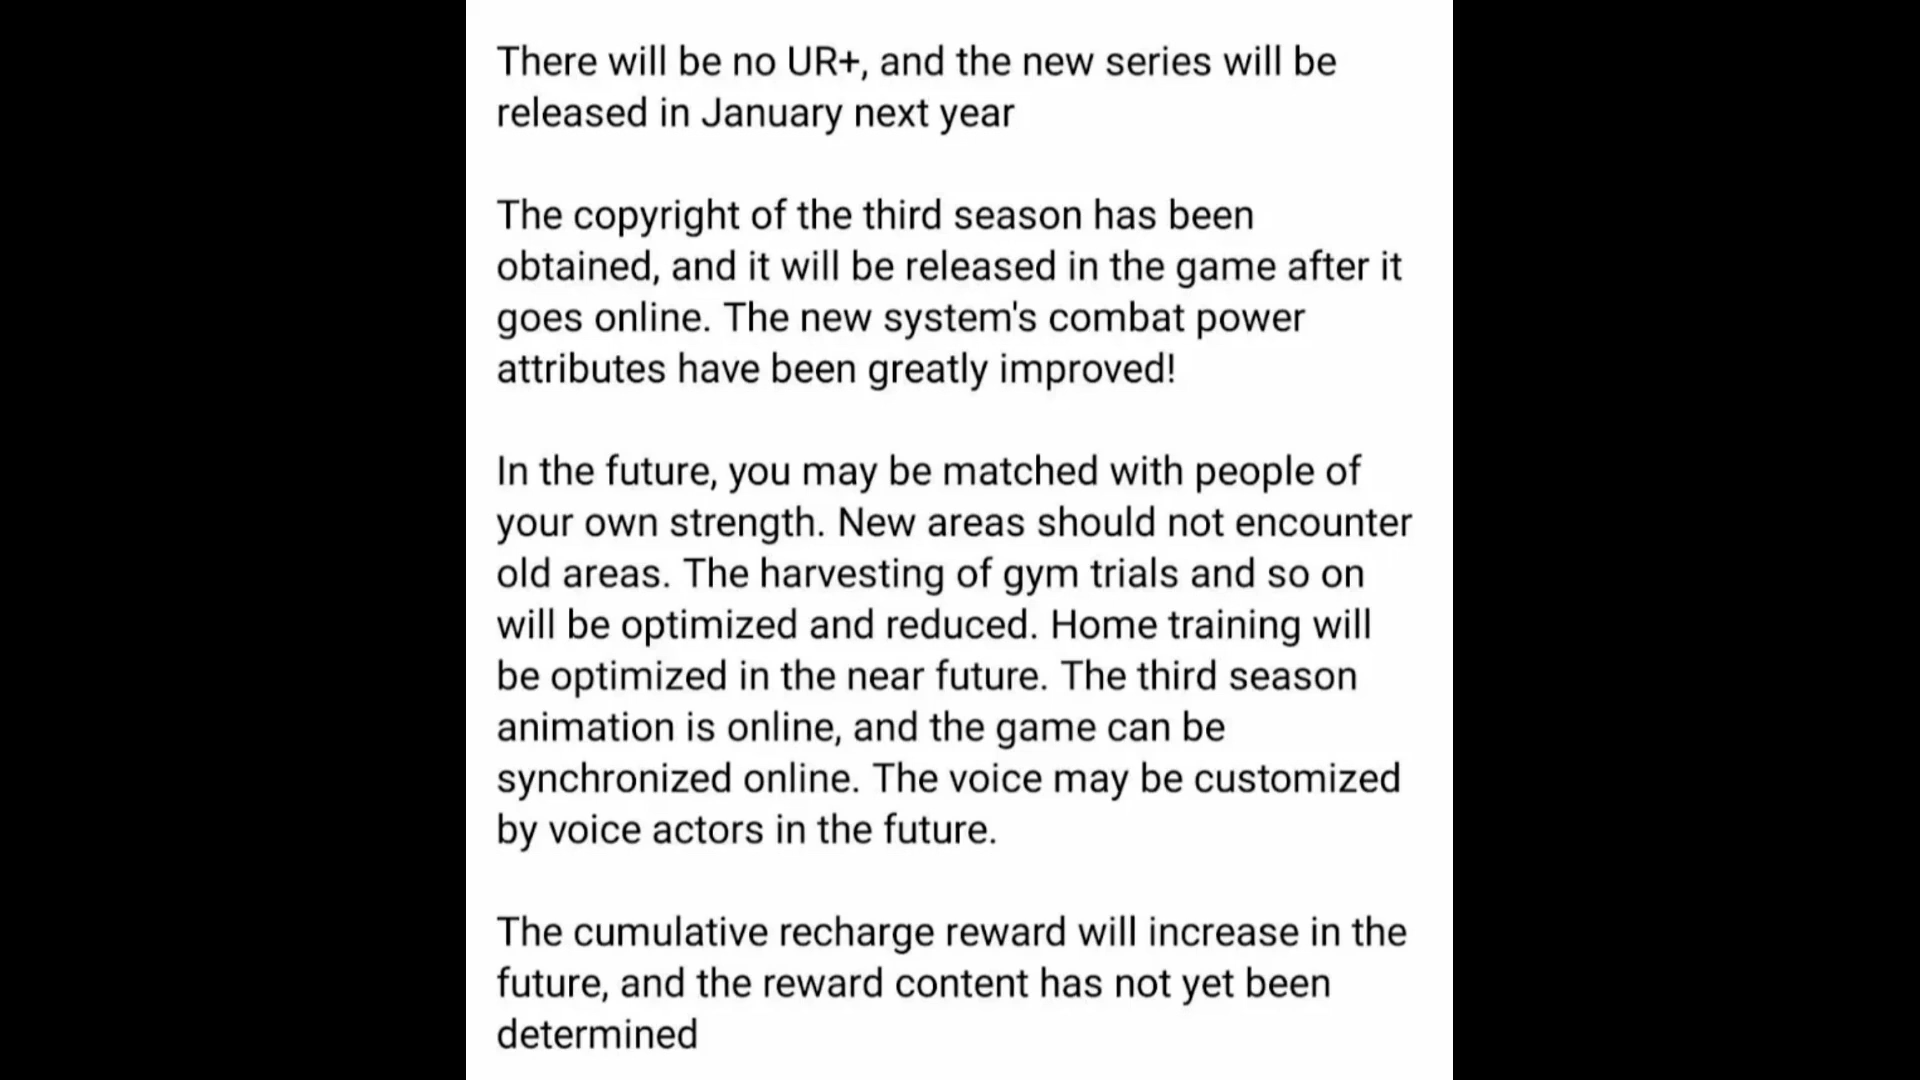 There will be no UR+, and the new series will be
released in January next year
The copyright of the third season has been
obtained, and it will be released in the game after it
goes online. The new system's combat power
attributes have been greatly improved!
In the future, you may be matched with people of
your own strength. New areas should not encounter
old areas. The harvesting of gym trials and so on
will be optimized and reduced. Home training will
be optimized in the near future. The third season
animation is online, and the game can be
synchronized online. The voice may be customized
by voice actors in the future.
The cumulative recharge reward will increase in the
future, and the reward content has not yet been
determined